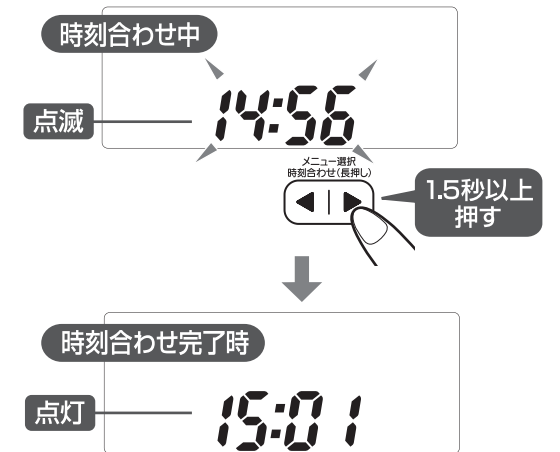 時刻合わせ中
点滅
14:56
メニュー選択
時刻合わせ(長押し)
1.5秒以上
押す
時刻合わせ完了時
点灯
15:01